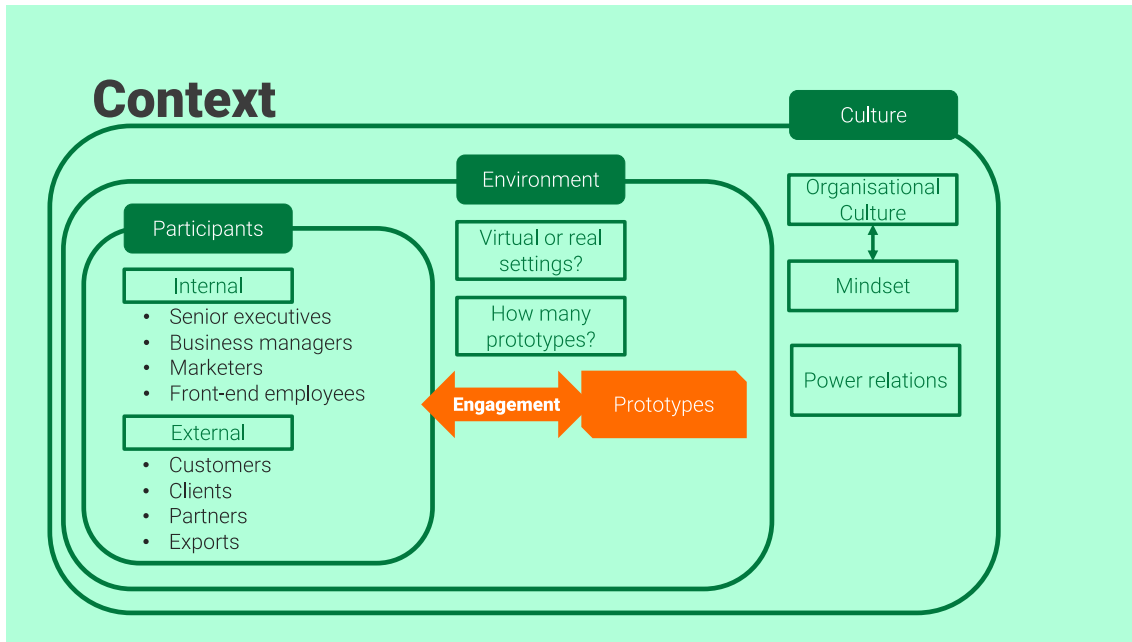 Context
Culture
Environment
Participants
Organisational
Culture
Virtual or real
settings?
Internal
Mindset
• Senior executives
• Business managers
• Marketers
• Front-end employees
How many
prototypes?
Power relations
Engagement
Prototypes
External
• Customers
• Clients
• Partners
• Exports